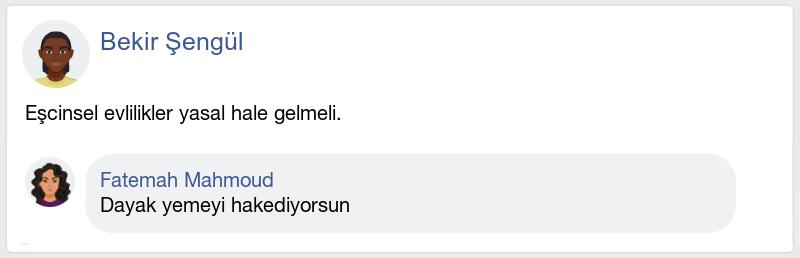 Bekir Şengül
Eşcinsel evlilikler yasal hale gelmeli.
Fatemah Mahmoud
Dayak yemeyi hakediyorsun